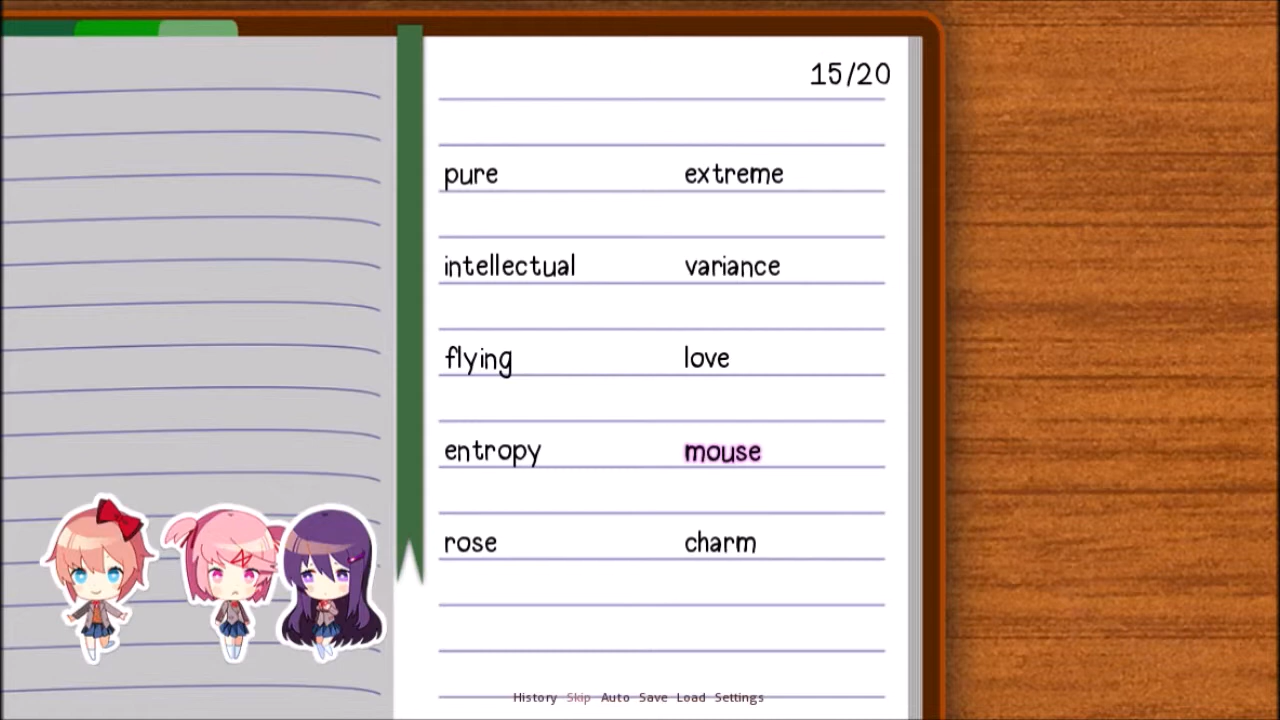 15/20
pure extreme
intellectual variance
flying love
entropy mouse
rose charm
History Skip Auto Save Load Settings